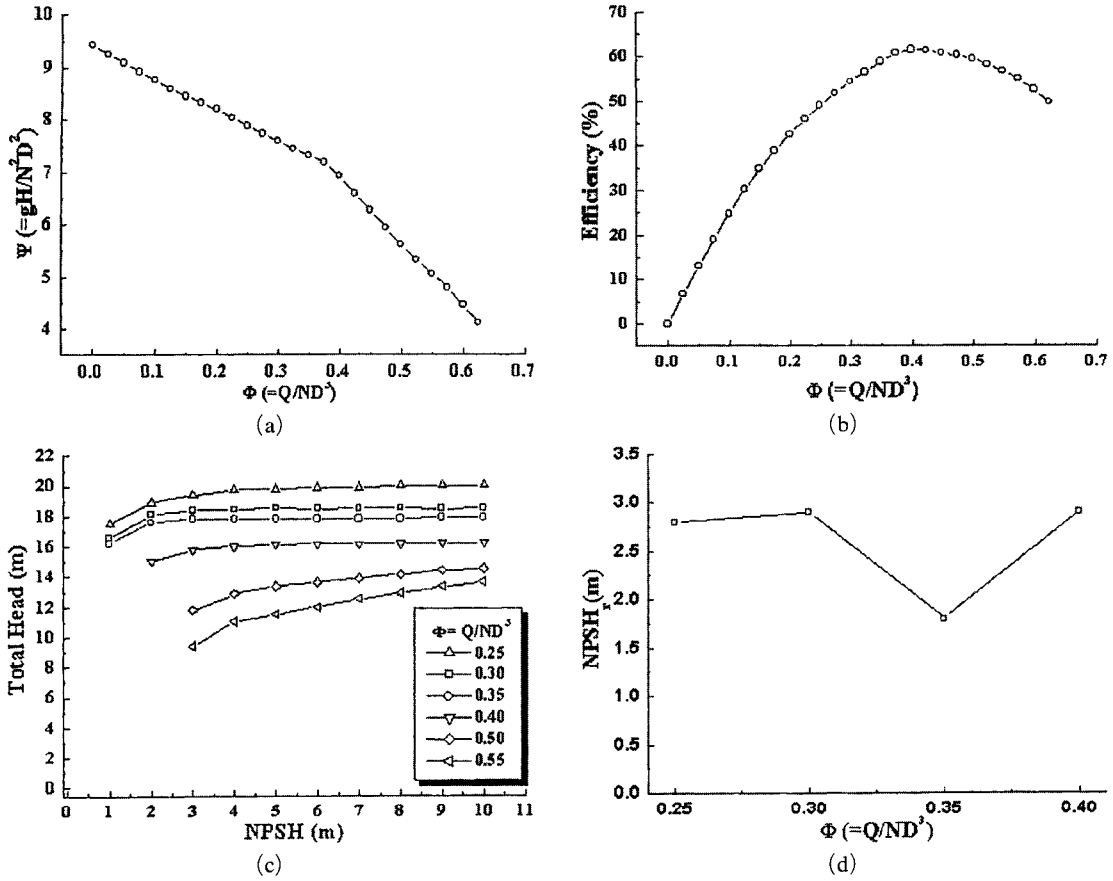 10
9
8
7
6
5
4
Ψ (=gH/N²D²)
0.0 0.1 0.2 0.3 0.4 0.5 0.6 0.7
Φ (=Q/ND³)
(a)
70
60
50
40
30
20
10
0
Efficiency (%)
0.0 0.1 0.2 0.3 0.4 0.5 0.6 0.7
Φ (=Q/ND³)
(b)
22
20
18
16
14
12
10
8
6
4
2
0
Total Head (m)
Φ= Q/ND³
0.25
0.30
0.35
0.40
0.50
0.55
0 1 2 3 4 5 6 7 8 9 10 11
NPSH (m)
(c)
3.5
3.0
2.5
2.0
1.5
1.0
0.5
0.0
NPSHr (m)
0.25 0.30 0.35 0.40
Φ (=Q/ND³)
(d)